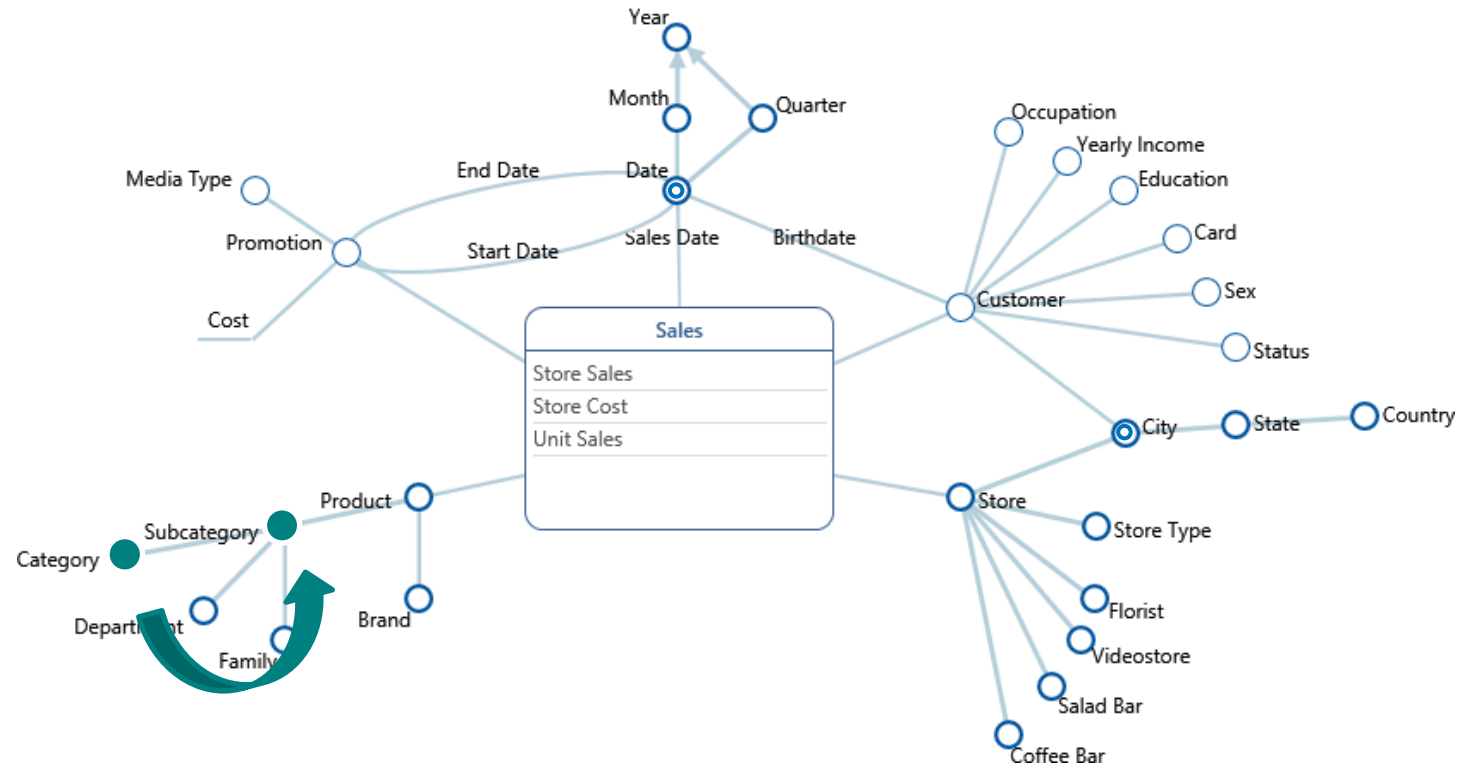 Year
Month
Quarter
Occupation
Yearly Income
Education
End Date
Date
Media Type
Card
Promotion
Start Date
Sales Date
Birthdate
Sex
Customer
Cost
Sales
Status
Store Sales
Store Cost
Unit Sales
City
State
Country
Product
Store
Subcategory
Store Type
Category
Department
Brand
Florist
Family
Videostore
Salad Bar
Coffee Bar